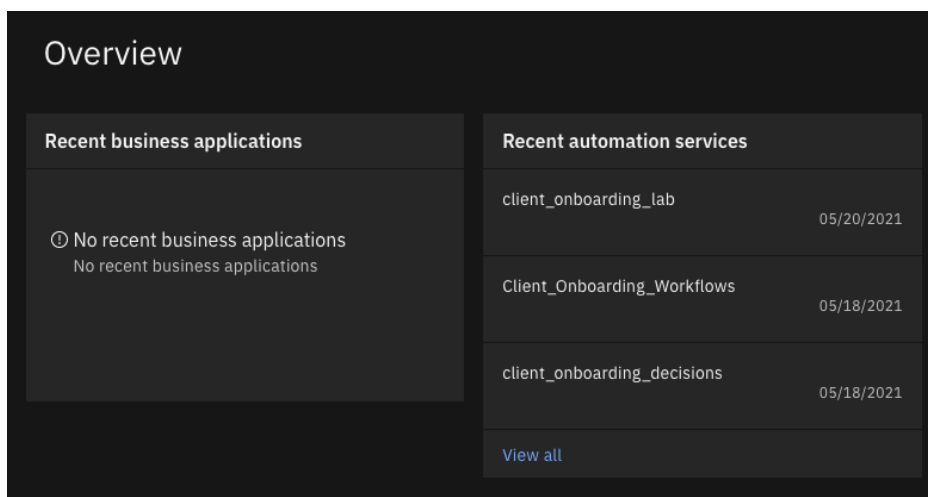 Overview
Recent business applications
No recent business applications
No recent business applications
Recent automation services
client_onboarding_lab
05/20/2021
Client_Onboarding_Workflows
05/18/2021
client_onboarding_decisions
05/18/2021
View all